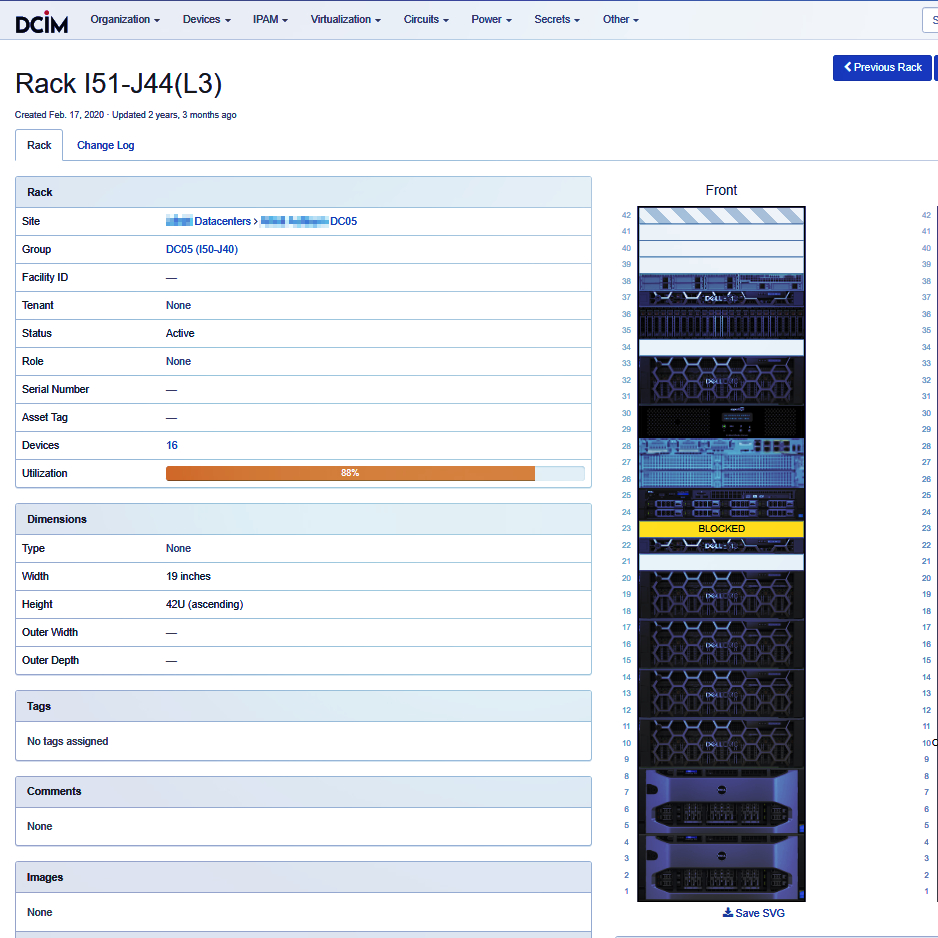 DCiM
Organization Devices IPAM Virtualization Circuits Power Secrets Other
Rack I51-J44(L3)
Previous Rack
Created Feb. 17, 2020 · Updated 2 years, 3 months ago
Rack Change Log
Rack
Site Datacenters › DC05
Group DC05 (I50-J40)
Facility ID —
Tenant None
Status Active
Role None
Serial Number —
Asset Tag —
Devices 16
Utilization 88%
Dimensions
Type None
Width 19 inches
Height 42U (ascending)
Outer Width —
Outer Depth —
Tags
No tags assigned
Comments
None
Images
None
Front
42 42
41 41
40 40
39 39
38 38
37 DELL 37
36 36
35 35
34 34
33 33
32 DELL 32
31 31
30 30
29 29
28 28
27 27
26 26
25 25
24 24
23 BLOCKED 23
22 DELL 22
21 21
20 20
19 DELL 19
18 18
17 17
16 DELL 16
15 15
14 14
13 DELL 13
12 12
11 11
10 DELL 10
9 9
8 8
7 7
6 6
5 5
4 4
3 3
2 2
1 1
Save SVG